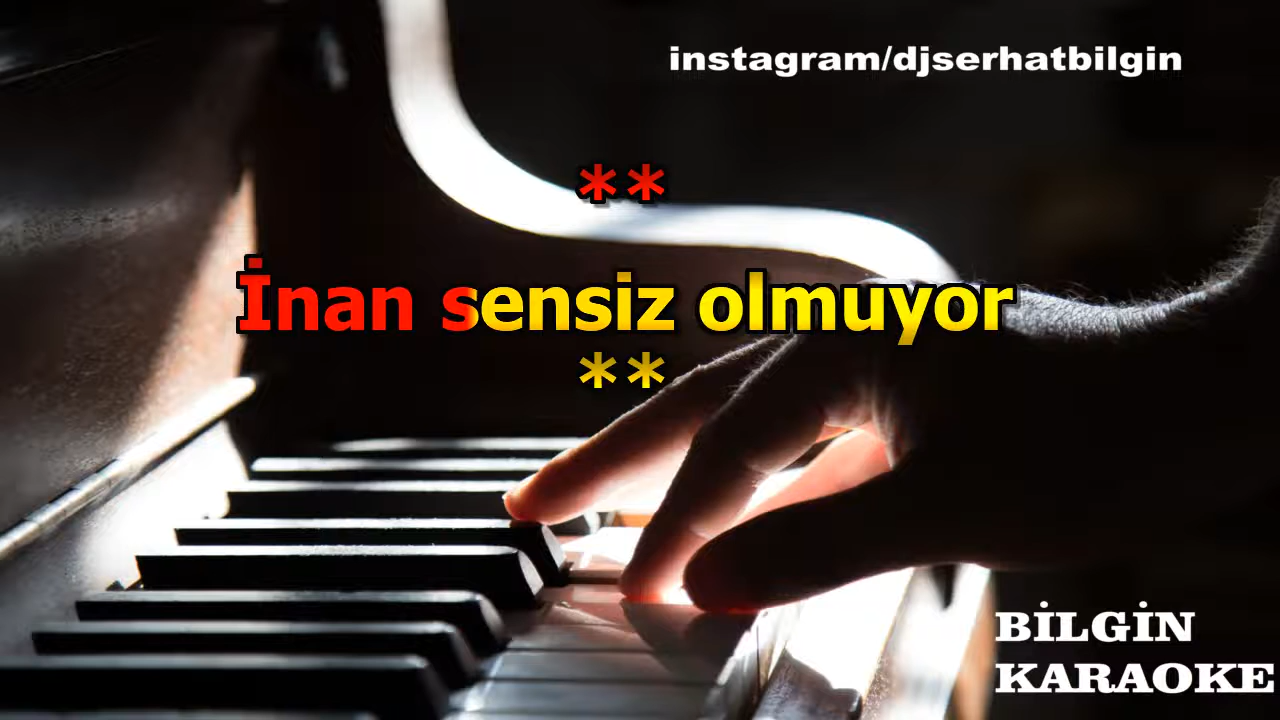 instagram/djserhatbilgin
**
İnan sensiz olmuyor
**
BİLGİN
KARAOKE